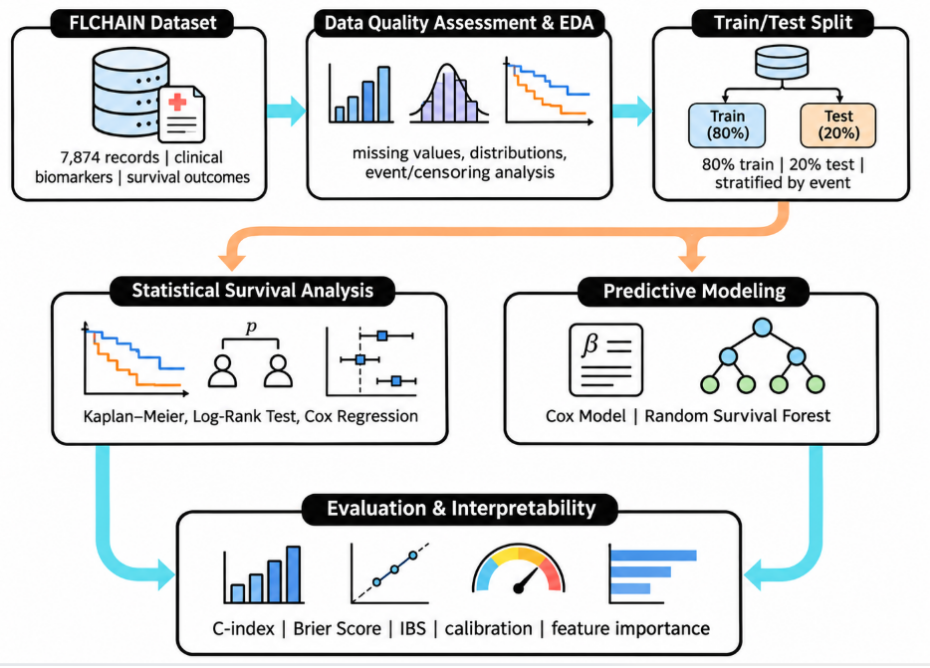 FLCHAIN Dataset
7,874 records | clinical
biomarkers | survival outcomes
Data Quality Assessment & EDA
missing values, distributions,
event/censoring analysis
Train/Test Split
Train
(80%)
Test
(20%)
80% train | 20% test |
stratified by event
Statistical Survival Analysis
p
Kaplan–Meier, Log-Rank Test, Cox Regression
Predictive Modeling
β
Cox Model | Random Survival Forest
Evaluation & Interpretability
C-index | Brier Score | IBS | calibration | feature importance